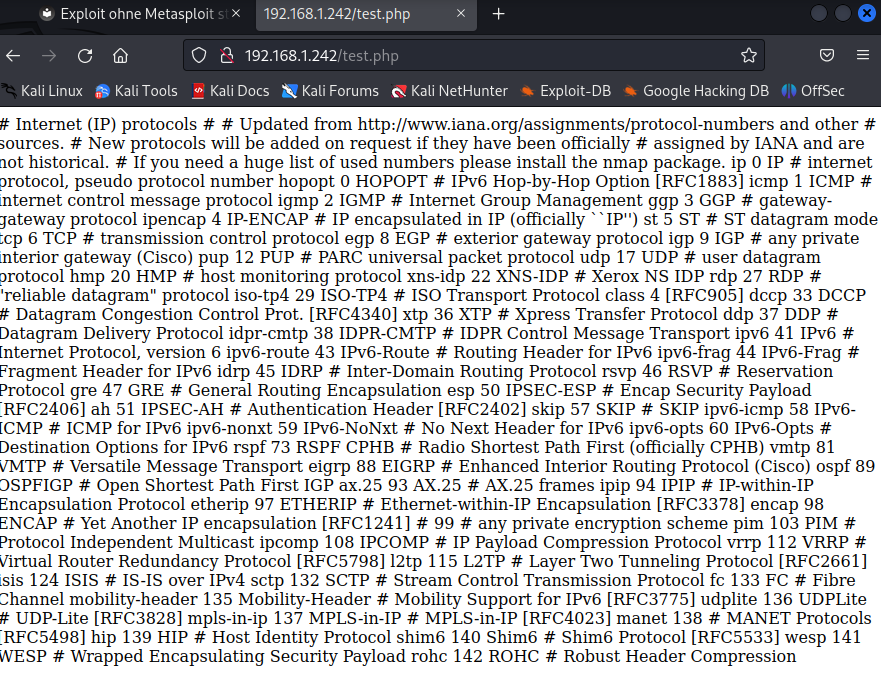 Exploit ohne Metasploit st
192.168.1.242/test.php
192.168.1.242/test.php
Kali Linux Kali Tools Kali Docs Kali Forums Kali NetHunter Exploit-DB Google Hacking DB OffSec
# Internet (IP) protocols # # Updated from http://www.iana.org/assignments/protocol-numbers and other #
sources. # New protocols will be added on request if they have been officially # assigned by IANA and are
not historical. # If you need a huge list of used numbers please install the nmap package. ip 0 IP # internet
protocol, pseudo protocol number hopopt 0 HOPOPT # IPv6 Hop-by-Hop Option [RFC1883] icmp 1 ICMP #
internet control message protocol igmp 2 IGMP # Internet Group Management ggp 3 GGP # gateway-
gateway protocol ipencap 4 IP-ENCAP # IP encapsulated in IP (officially ``IP'') st 5 ST # ST datagram mode
tcp 6 TCP # transmission control protocol egp 8 EGP # exterior gateway protocol igp 9 IGP # any private
interior gateway (Cisco) pup 12 PUP # PARC universal packet protocol udp 17 UDP # user datagram
protocol hmp 20 HMP # host monitoring protocol xns-idp 22 XNS-IDP # Xerox NS IDP rdp 27 RDP #
"reliable datagram" protocol iso-tp4 29 ISO-TP4 # ISO Transport Protocol class 4 [RFC905] dccp 33 DCCP
# Datagram Congestion Control Prot. [RFC4340] xtp 36 XTP # Xpress Transfer Protocol ddp 37 DDP #
Datagram Delivery Protocol idpr-cmtp 38 IDPR-CMTP # IDPR Control Message Transport ipv6 41 IPv6 #
Internet Protocol, version 6 ipv6-route 43 IPv6-Route # Routing Header for IPv6 ipv6-frag 44 IPv6-Frag #
Fragment Header for IPv6 idrp 45 IDRP # Inter-Domain Routing Protocol rsvp 46 RSVP # Reservation
Protocol gre 47 GRE # General Routing Encapsulation esp 50 IPSEC-ESP # Encap Security Payload
[RFC2406] ah 51 IPSEC-AH # Authentication Header [RFC2402] skip 57 SKIP # SKIP ipv6-icmp 58 IPv6-
ICMP # ICMP for IPv6 ipv6-nonxt 59 IPv6-NoNxt # No Next Header for IPv6 ipv6-opts 60 IPv6-Opts #
Destination Options for IPv6 rspf 73 RSPF CPHB # Radio Shortest Path First (officially CPHB) vmtp 81
VMTP # Versatile Message Transport eigrp 88 EIGRP # Enhanced Interior Routing Protocol (Cisco) ospf 89
OSPFIGP # Open Shortest Path First IGP ax.25 93 AX.25 # AX.25 frames ipip 94 IPIP # IP-within-IP
Encapsulation Protocol etherip 97 ETHERIP # Ethernet-within-IP Encapsulation [RFC3378] encap 98
ENCAP # Yet Another IP encapsulation [RFC1241] # 99 # any private encryption scheme pim 103 PIM #
Protocol Independent Multicast ipcomp 108 IPCOMP # IP Payload Compression Protocol vrrp 112 VRRP #
Virtual Router Redundancy Protocol [RFC5798] l2tp 115 L2TP # Layer Two Tunneling Protocol [RFC2661]
isis 124 ISIS # IS-IS over IPv4 sctp 132 SCTP # Stream Control Transmission Protocol fc 133 FC # Fibre
Channel mobility-header 135 Mobility-Header # Mobility Support for IPv6 [RFC3775] udplite 136 UDPLite
# UDP-Lite [RFC3828] mpls-in-ip 137 MPLS-in-IP # MPLS-in-IP [RFC4023] manet 138 # MANET Protocols
[RFC5498] hip 139 HIP # Host Identity Protocol shim6 140 Shim6 # Shim6 Protocol [RFC5533] wesp 141
WESP # Wrapped Encapsulating Security Payload rohc 142 ROHC # Robust Header Compression